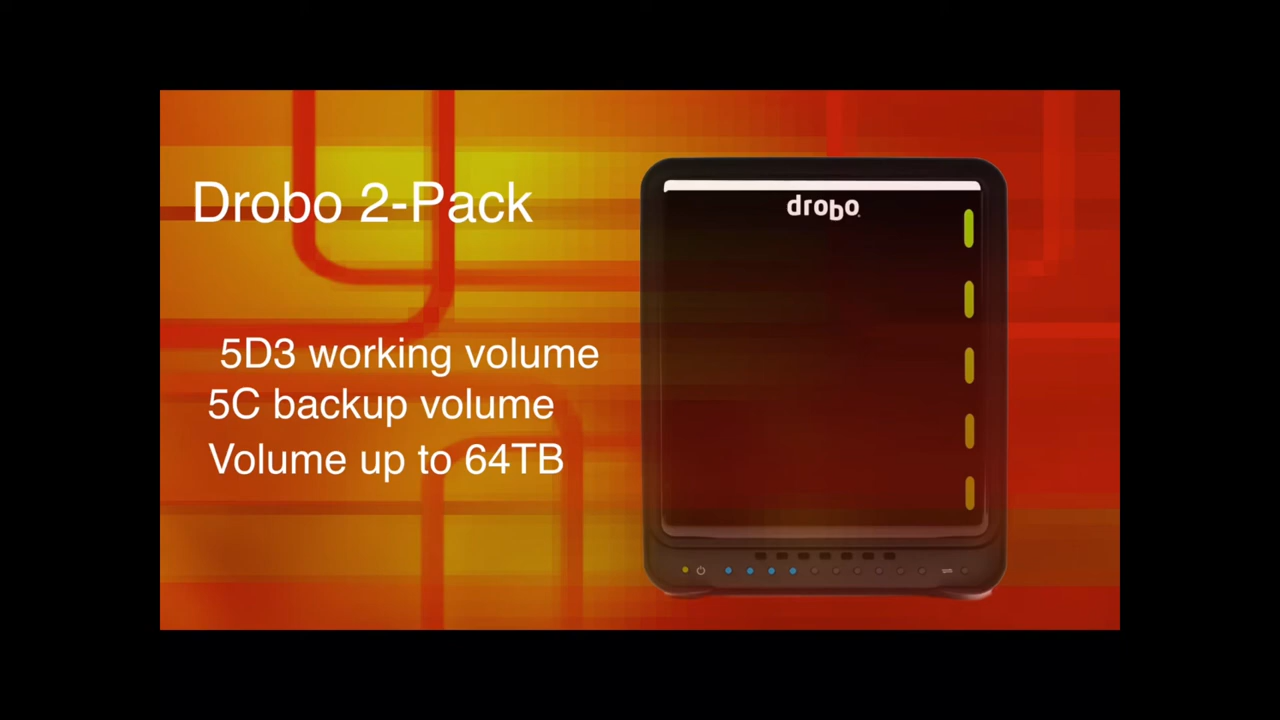 Drobo 2-Pack
drobo
5D3 working volume
5C backup volume
Volume up to 64TB